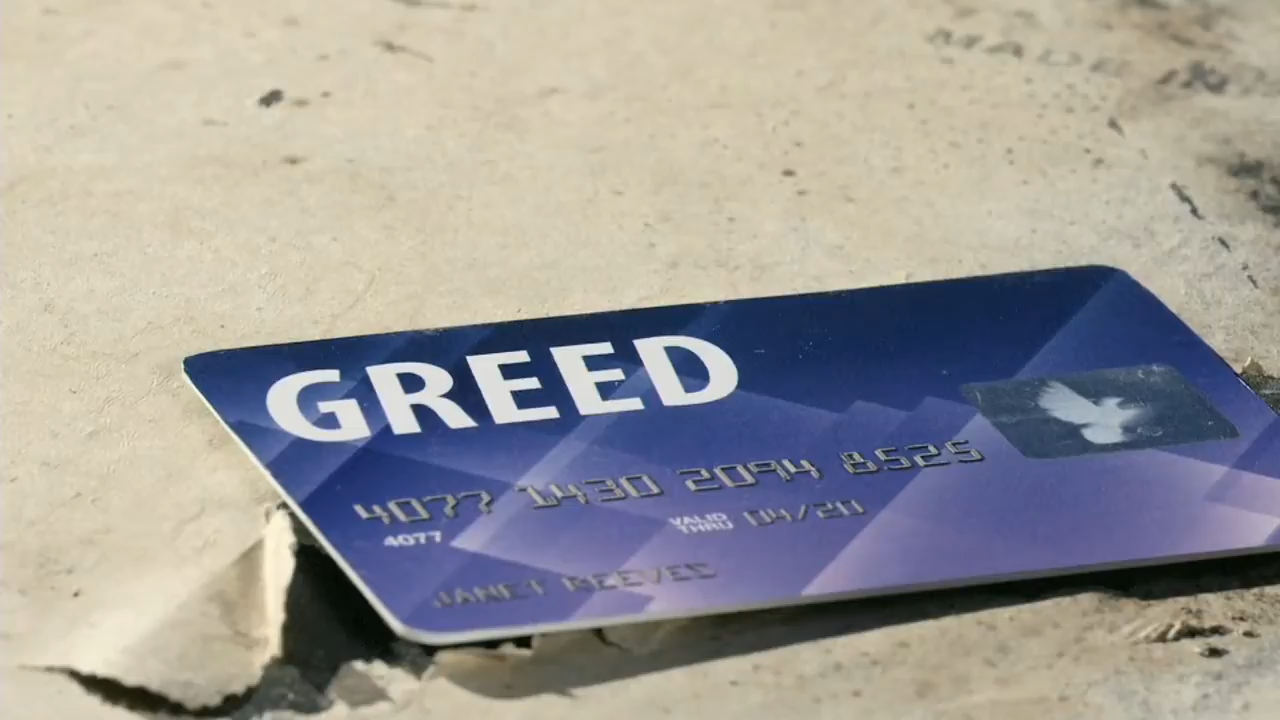 GREED
4077 1430 2094 8525
4077
VALID THRU 04/20
JANET REEVES